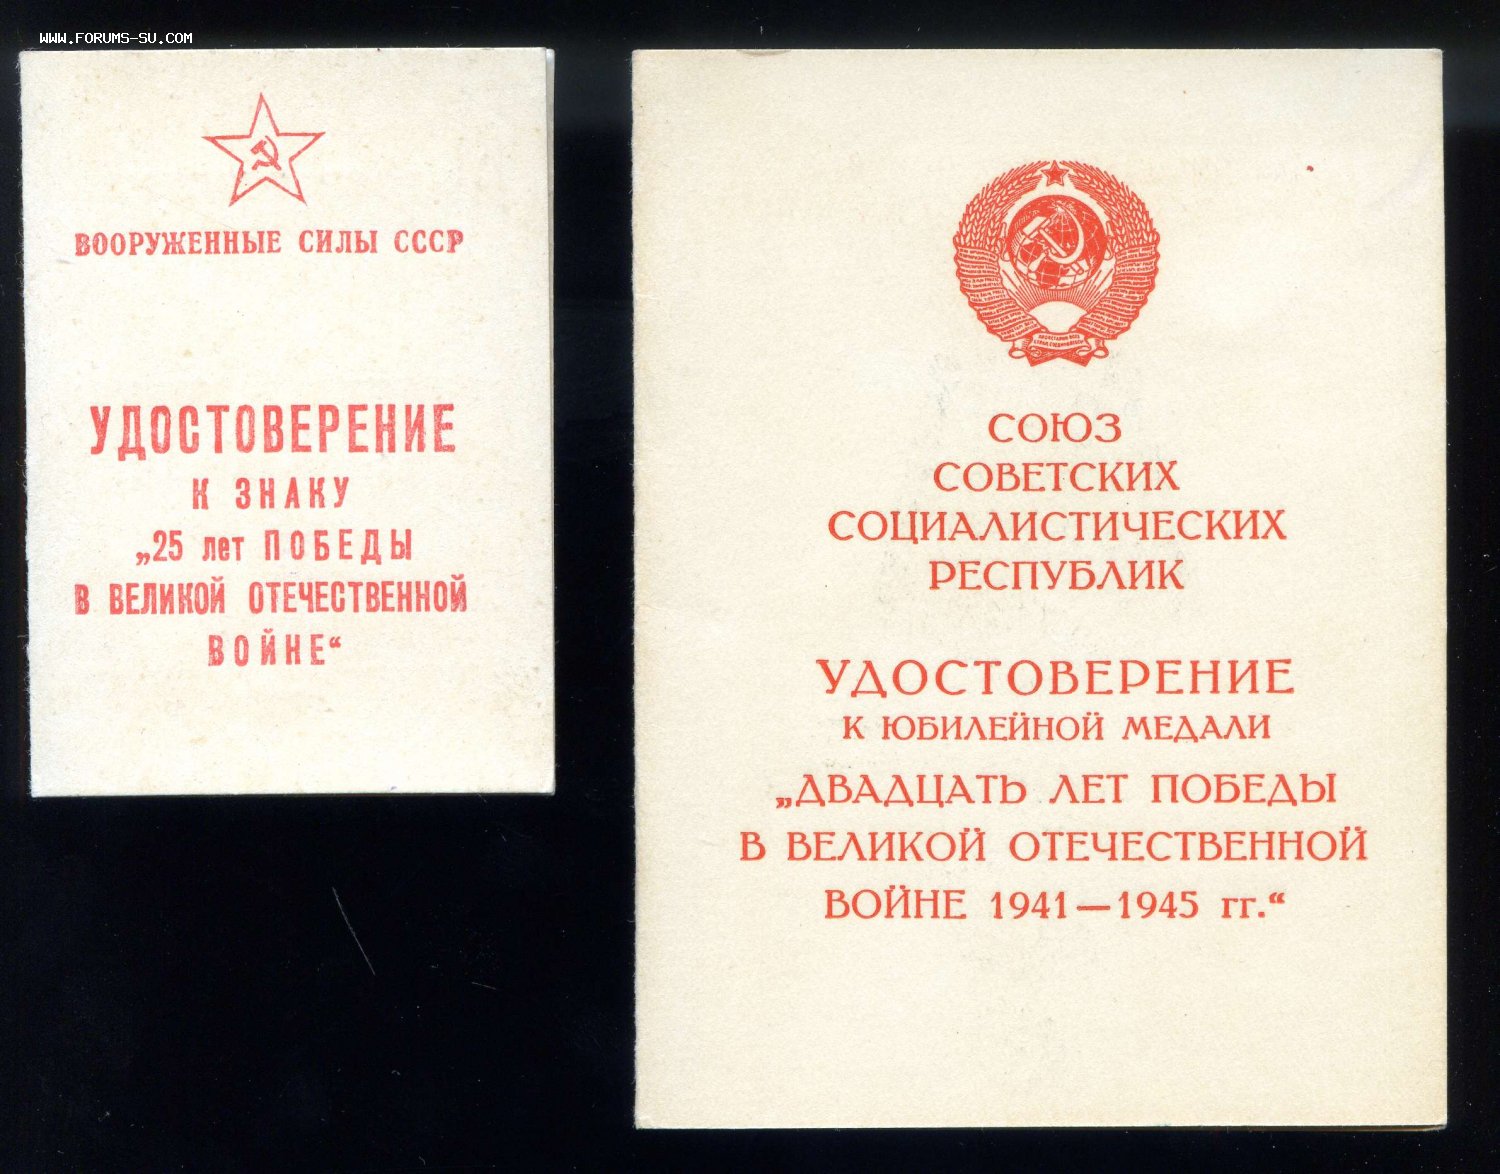 WWW.FORUMS-SU.COM
ВООРУЖЕННЫЕ СИЛЫ СССР
УДОСТОВЕРЕНИЕ
К ЗНАКУ
„25 лет ПОБЕДЫ
В ВЕЛИКОЙ ОТЕЧЕСТВЕННОЙ
ВОЙНЕ“
СОЮЗ
СОВЕТСКИХ
СОЦИАЛИСТИЧЕСКИХ
РЕСПУБЛИК
УДОСТОВЕРЕНИЕ
К ЮБИЛЕЙНОЙ МЕДАЛИ
„ДВАДЦАТЬ ЛЕТ ПОБЕДЫ
В ВЕЛИКОЙ ОТЕЧЕСТВЕННОЙ
ВОЙНЕ 1941—1945 гг.“